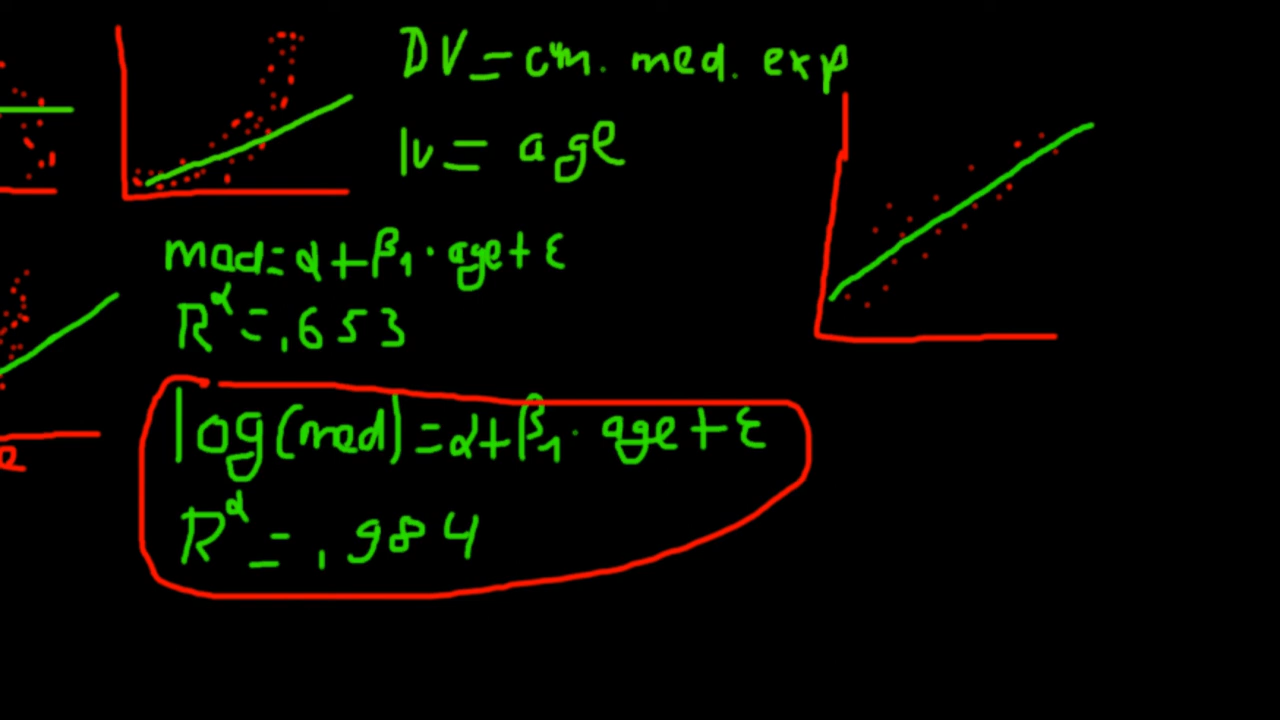 DV = cm. med. exp
IV = age
med = α + β1 · age + ε
R² = .653
log(med) = α + β1 · age + ε
R² = .984